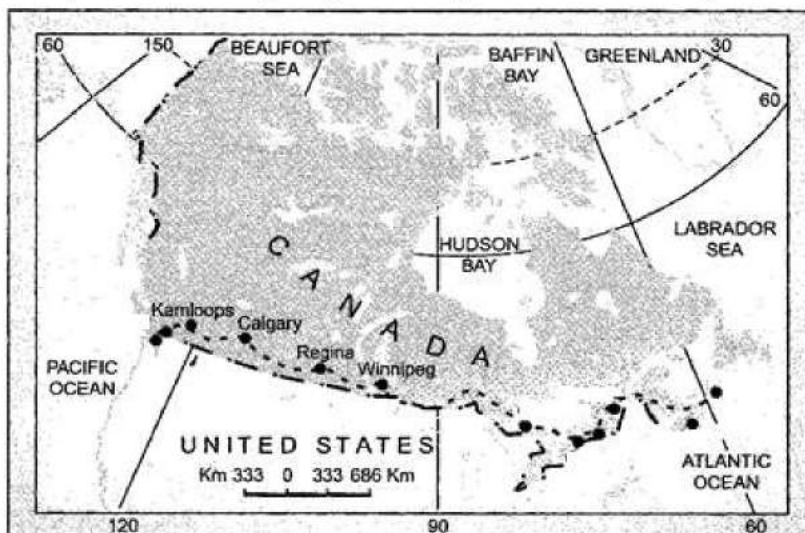 60
150
BEAUFORT
SEA
BAFFIN
BAY
GREENLAND
30
60
LABRADOR
SEA
HUDSON
BAY
CANADA
Kamloops
Calgary
Regina
Winnipeg
PACIFIC
OCEAN
UNITED STATES
Km 333 0 333 686 Km
ATLANTIC
OCEAN
120
90
60